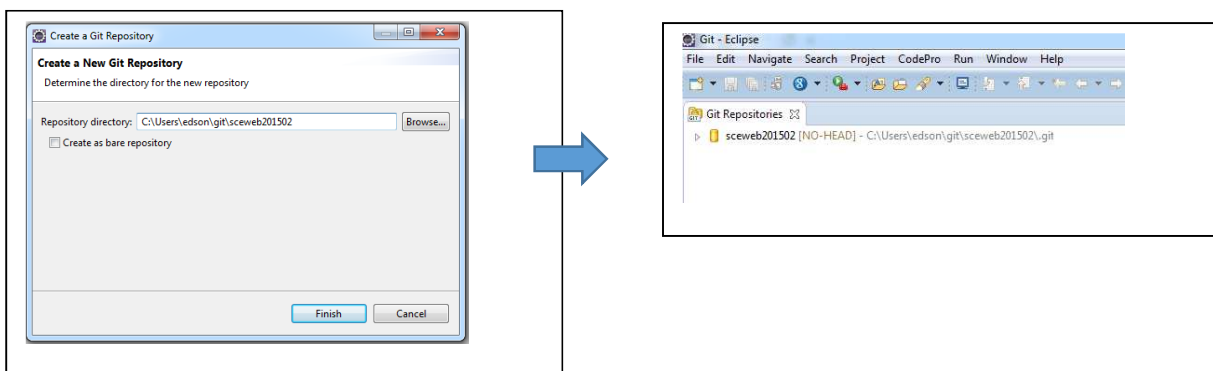 Create a Git Repository
Create a New Git Repository
Determine the directory for the new repository
Repository directory: C:\Users\edson\git\sceweb201502 Browse...
Create as bare repository
Finish Cancel
Git - Eclipse
File Edit Navigate Search Project CodePro Run Window Help
GIT Git Repositories
sceweb201502 [NO-HEAD] - C:\Users\edson\git\sceweb201502\.git